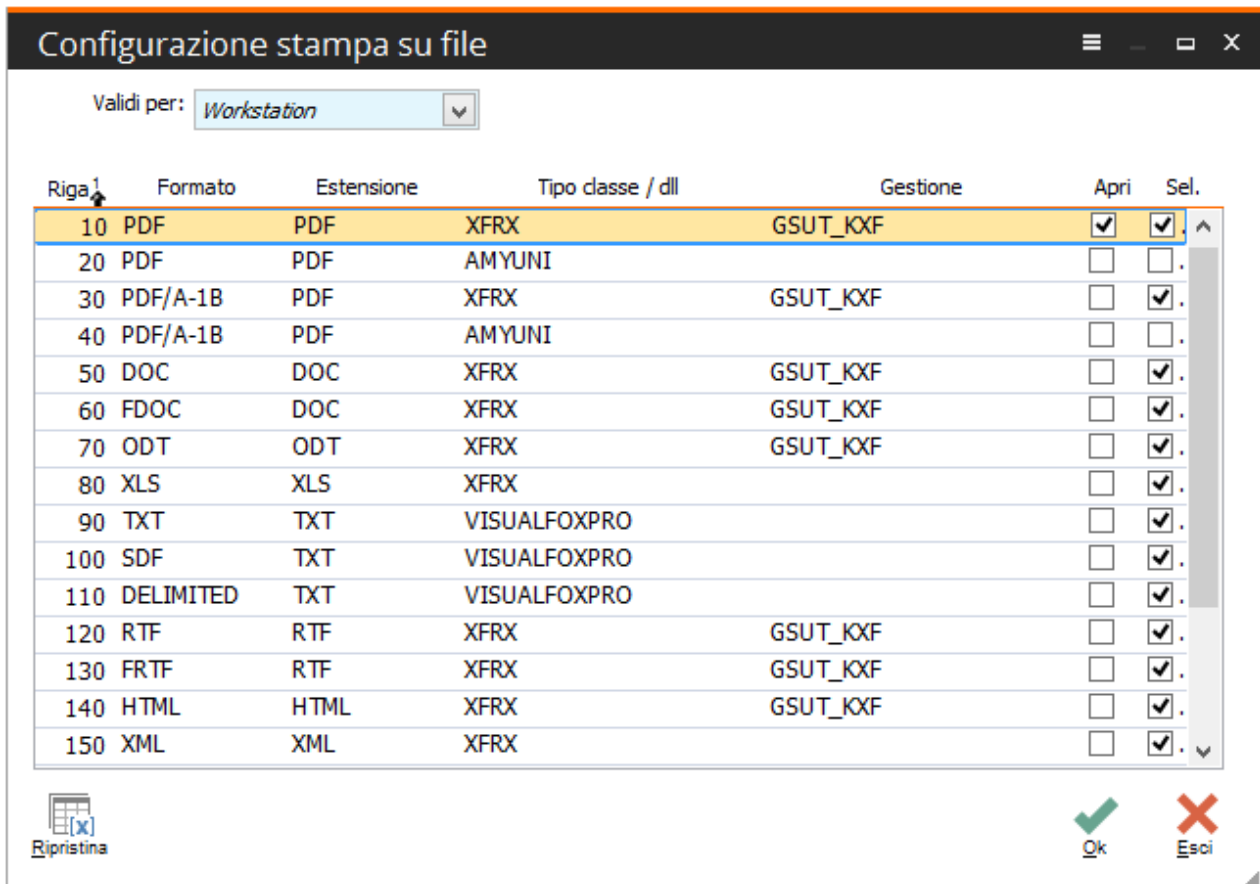 Configurazione stampa su file
Validi per: Workstation
Riga 1 Formato Estensione Tipo classe / dll Gestione Apri Sel.
10 PDF PDF XFRX GSUT_KXF .
20 PDF PDF AMYUNI .
30 PDF/A-1B PDF XFRX GSUT_KXF .
40 PDF/A-1B PDF AMYUNI .
50 DOC DOC XFRX GSUT_KXF .
60 FDOC DOC XFRX GSUT_KXF .
70 ODT ODT XFRX GSUT_KXF .
80 XLS XLS XFRX .
90 TXT TXT VISUALFOXPRO .
100 SDF TXT VISUALFOXPRO .
110 DELIMITED TXT VISUALFOXPRO .
120 RTF RTF XFRX GSUT_KXF .
130 FRTF RTF XFRX GSUT_KXF .
140 HTML HTML XFRX GSUT_KXF .
150 XML XML XFRX .
[x]
Ripristina Ok Esci